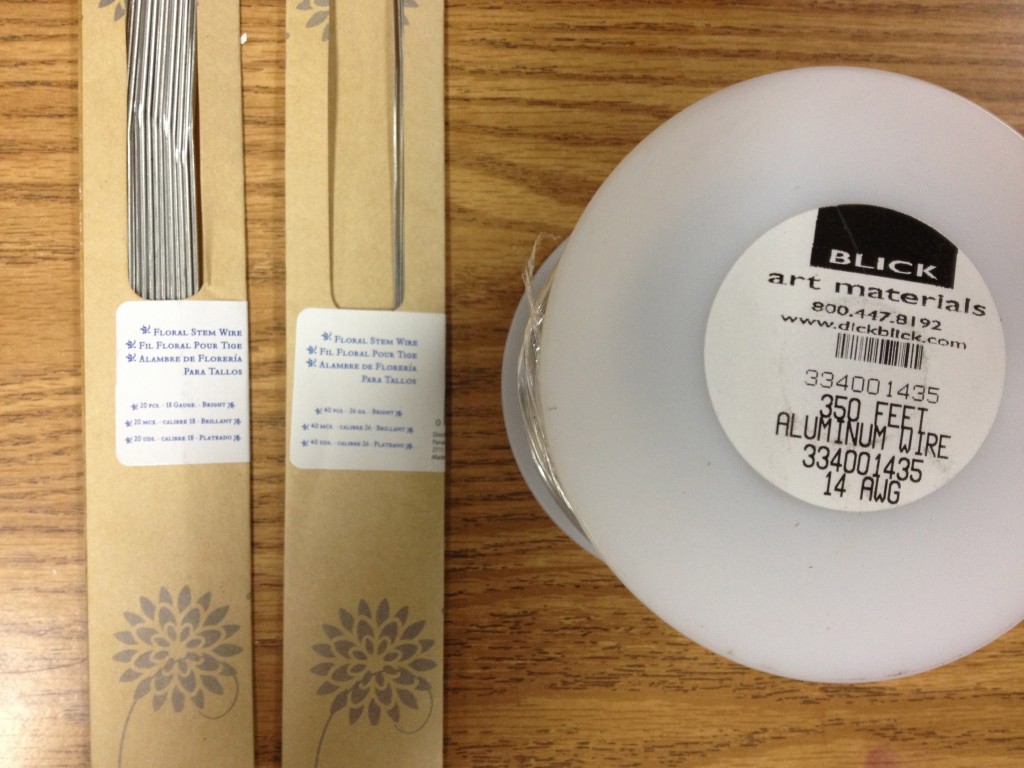 FLORAL STEM WIRE
FIL FLORAL POUR TIGE
ALAMBRE DE FLORERÍA
PARA TALLOS
20 PCS. - 18 GAUGE. - BRIGHT
20 MCX. - CALIBRE 18 - BRILLANT
20 UDS. - CALIBRE 18 - PLATEADO
FLORAL STEM WIRE
FIL FLORAL POUR TIGE
ALAMBRE DE FLORERÍA
PARA TALLOS
40 PCS. - 26 GA. - BRIGHT
40 MCX. - CALIBRE 26 - BRILLANT
40 UDS. - CALIBRE 26 - PLATEADO
BLICK
art materials
800.447.8192
www.dickblick.com
334001435
350 FEET
ALUMINUM WIRE
334001435
14 AWG